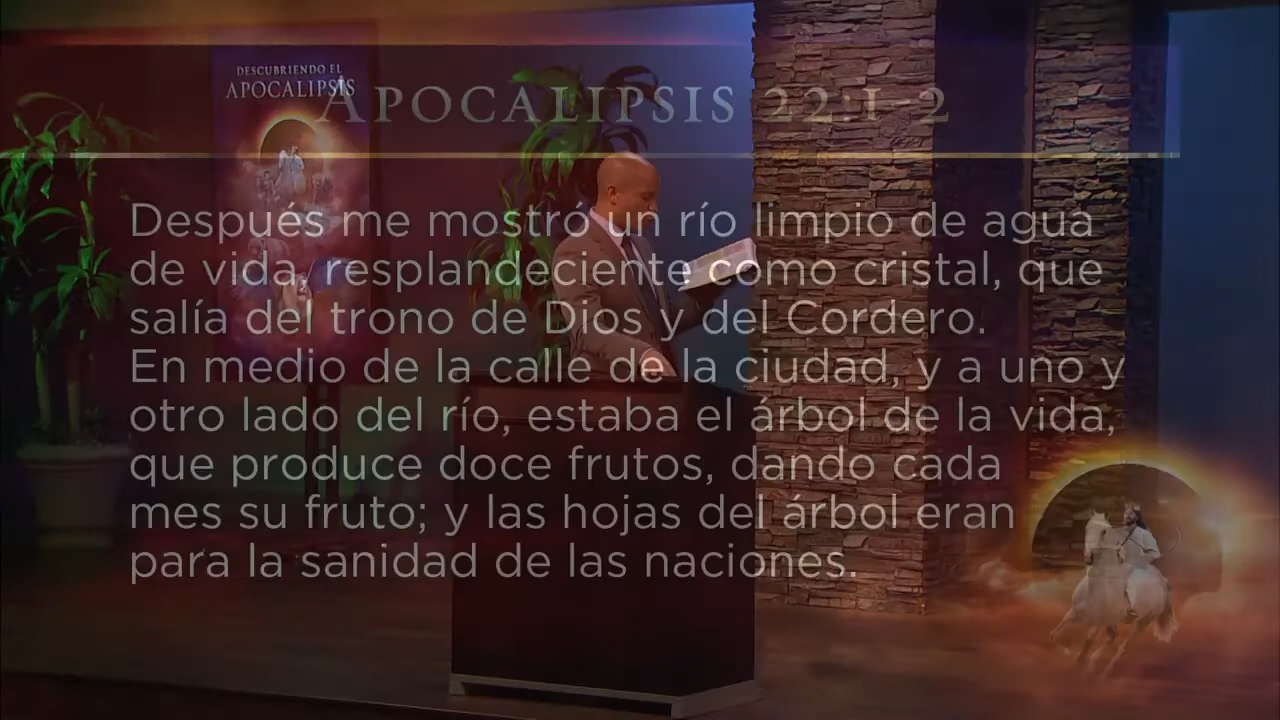 DESCUBRIENDO EL
APOCALIPSIS
APOCALIPSIS 22:1-2
Después me mostró un río limpio de agua
de vida, resplandeciente como cristal, que
salía del trono de Dios y del Cordero.
En medio de la calle de la ciudad, y a uno y
otro lado del río, estaba el árbol de la vida,
que produce doce frutos, dando cada
mes su fruto; y las hojas del árbol eran
para la sanidad de las naciones.